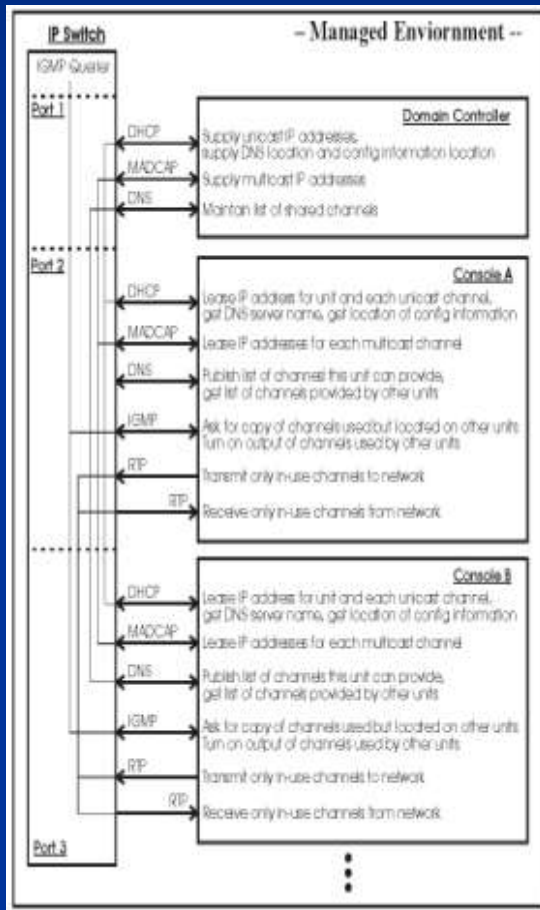 IP Switch
-- Managed Enviornment --
IGMP Querier
Port 1
Domain Controller
DHCP
Supply unicast IP addresses,
supply DNS location and config information location
MADCAP
Supply multicast IP addresses
DNS
Maintain list of shared channels
Port 2
Console A
DHCP
Lease IP address for unit and each unicast channel,
get DNS server name, get location of config information
MADCAP
Lease IP addresses for each multicast channel
DNS
Publish list of channels this unit can provide,
get list of channels provided by other units
IGMP
Ask for copy of channels used but located on other units
Turn on output of channels used by other units
RTP
Transmit only in-use channels to network
RTP
Receive only in-use channels from network
Console B
DHCP
Lease IP address for unit and each unicast channel,
get DNS server name, get location of config information
MADCAP
Lease IP addresses for each multicast channel
DNS
Publish list of channels this unit can provide,
get list of channels provided by other units
IGMP
Ask for copy of channels used but located on other units
Turn on output of channels used by other units
RTP
Transmit only in-use channels to network
RTP
Receive only in-use channels from network
Port 3